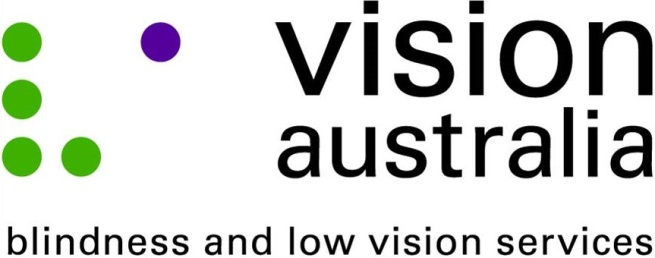 vision
australia
blindness and low vision services